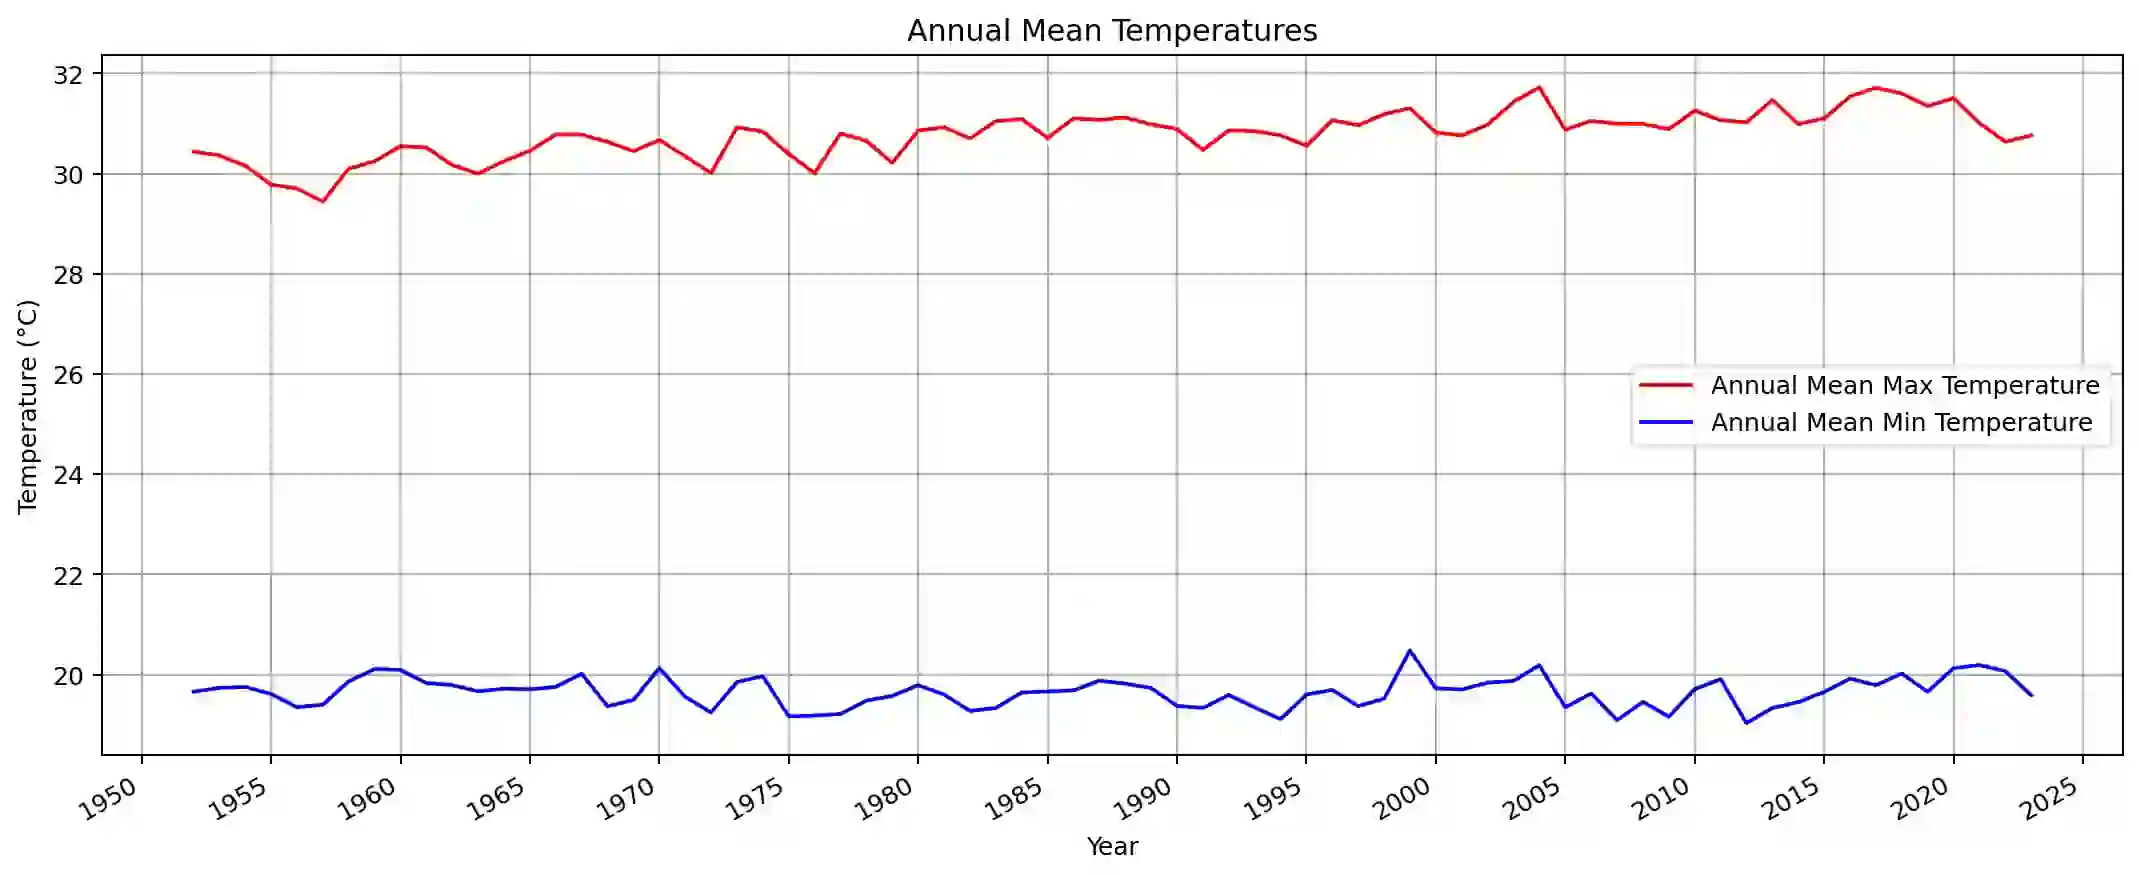 Annual Mean Temperatures
32
30
28
26
24
22
20
Temperature (°C)
Annual Mean Max Temperature
Annual Mean Min Temperature
1950 1955 1960 1965 1970 1975 1980 1985 1990 1995 2000 2005 2010 2015 2020 2025
Year